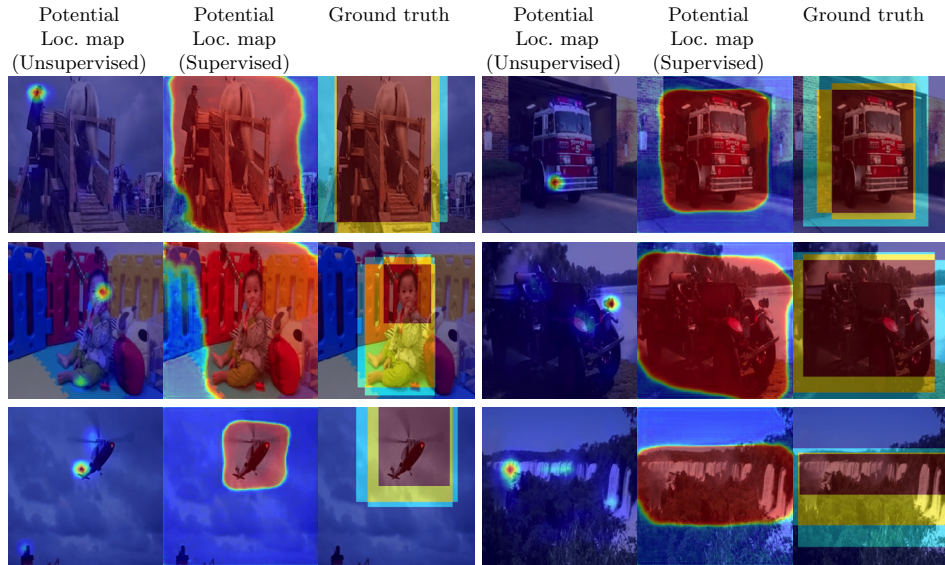 Potential
Loc. map
(Unsupervised)
Potential
Loc. map
(Supervised)
Ground truth
Potential
Loc. map
(Unsupervised)
Potential
Loc. map
(Supervised)
Ground truth